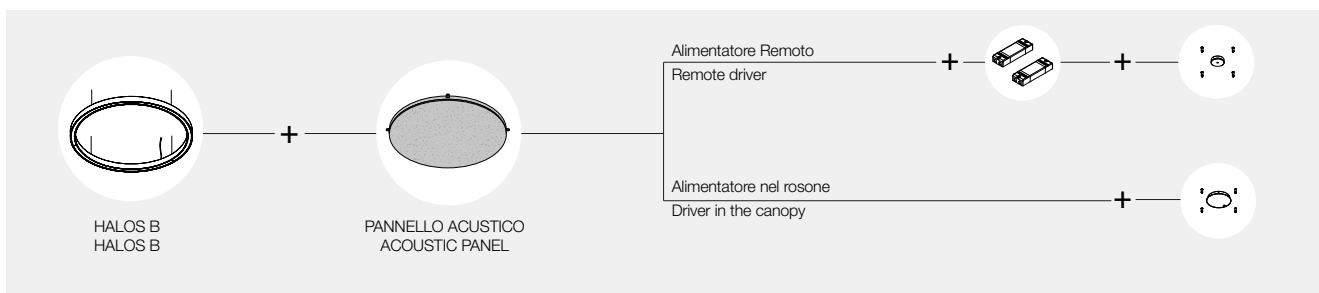 Alimentatore Remoto
Remote driver
Alimentatore nel rosone
Driver in the canopy
HALOS B
HALOS B
PANNELLO ACUSTICO
ACOUSTIC PANEL